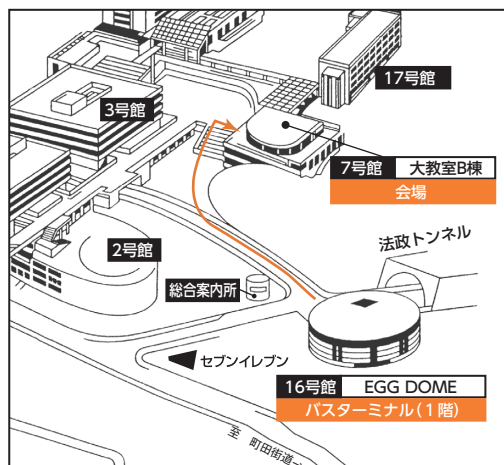 17号館
3号館
7号館 大教室B棟
会場
法政トンネル
2号館
総合案内所
セブンイレブン
16号館 EGG DOME
バスターミナル(1階)
至 町田街道